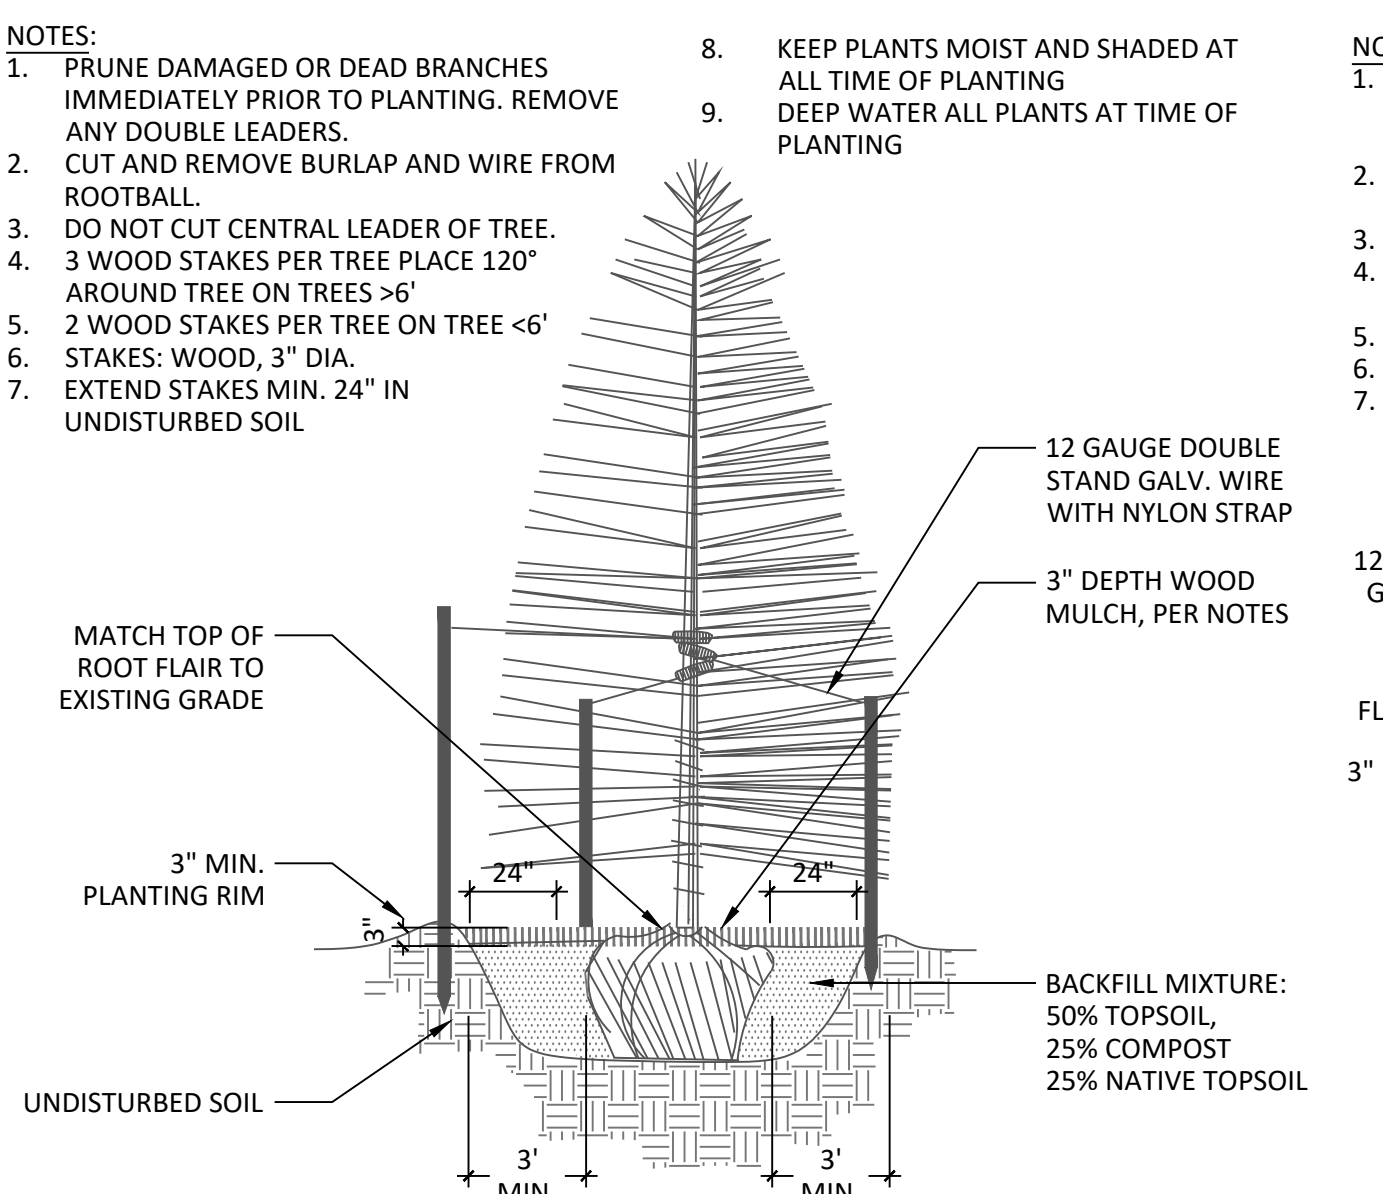 NOTES:
1. PRUNE DAMAGED OR DEAD BRANCHES
IMMEDIATELY PRIOR TO PLANTING. REMOVE
ANY DOUBLE LEADERS.
2. CUT AND REMOVE BURLAP AND WIRE FROM
ROOTBALL.
3. DO NOT CUT CENTRAL LEADER OF TREE.
4. 3 WOOD STAKES PER TREE PLACE 120°
AROUND TREE ON TREES >6'
5. 2 WOOD STAKES PER TREE ON TREE <6'
6. STAKES: WOOD, 3" DIA.
7. EXTEND STAKES MIN. 24" IN
UNDISTURBED SOIL
8. KEEP PLANTS MOIST AND SHADED AT
ALL TIME OF PLANTING
9. DEEP WATER ALL PLANTS AT TIME OF
PLANTING
12 GAUGE DOUBLE
STAND GALV. WIRE
WITH NYLON STRAP
3" DEPTH WOOD
MULCH, PER NOTES
MATCH TOP OF
ROOT FLAIR TO
EXISTING GRADE
3" MIN.
PLANTING RIM
24"
24"
3"
BACKFILL MIXTURE:
50% TOPSOIL,
25% COMPOST
25% NATIVE TOPSOIL
UNDISTURBED SOIL
3'
MIN
3'
MIN
1.
2.
3.
4.
5.
6.
7.
12
3"